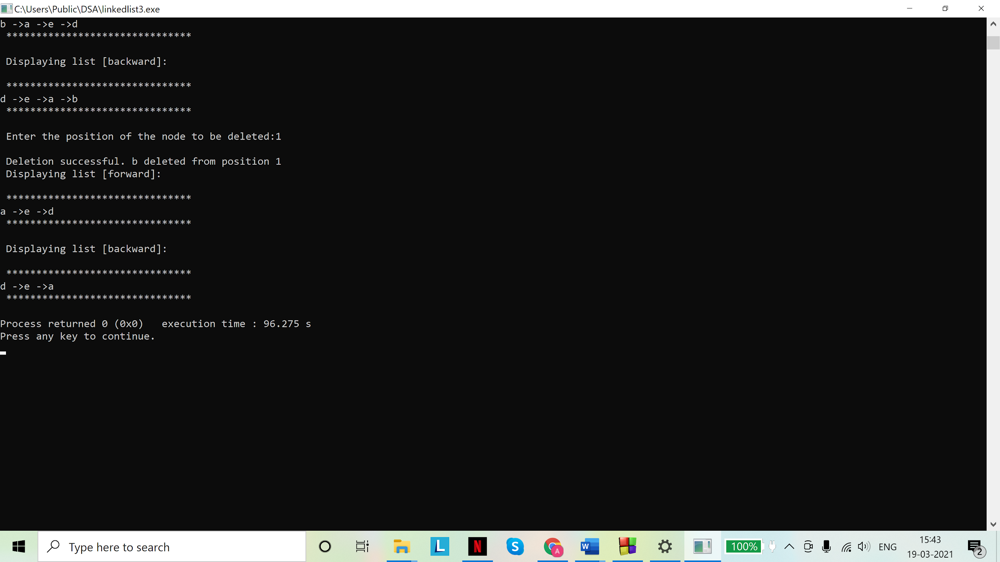 C:\Users\Public\DSA\linkedlist3.exe
b ->a ->e ->d
*******************************
Displaying list [backward]:
*******************************
d ->e ->a ->b
*******************************
Enter the position of the node to be deleted:1
Deletion successful. b deleted from position 1
Displaying list [forward]:
*******************************
a ->e ->d
*******************************
Displaying list [backward]:
*******************************
d ->e ->a
*******************************
Process returned 0 (0x0)   execution time : 96.275 s
Press any key to continue.
Type here to search
L
N
S
A
W
100%
ENG
15:43
19-03-2021
2